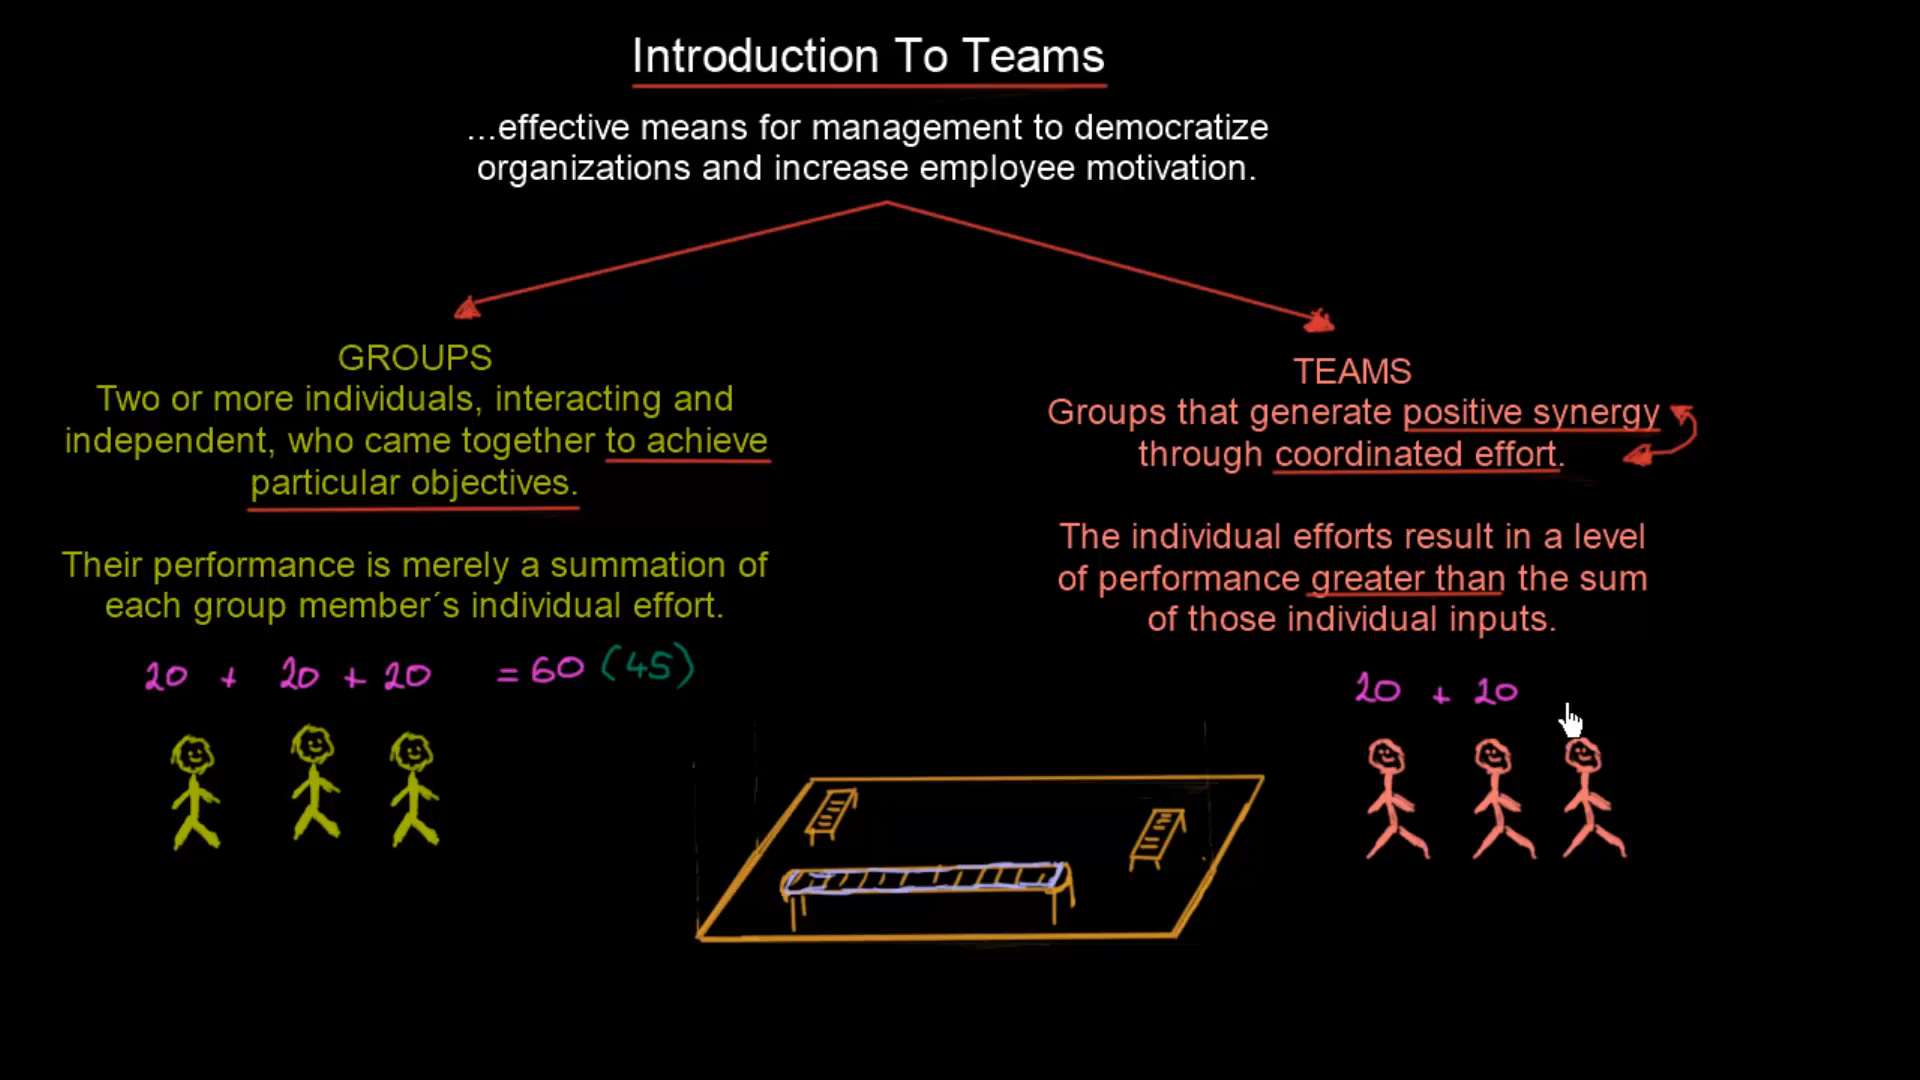 Introduction To Teams
...effective means for management to democratize
organizations and increase employee motivation.
GROUPS
Two or more individuals, interacting and
independent, who came together to achieve
particular objectives.
Their performance is merely a summation of
each group member´s individual effort.
20 + 20 + 20 = 60 (45)
TEAMS
Groups that generate positive synergy
through coordinated effort.
The individual efforts result in a level
of performance greater than the sum
of those individual inputs.
20 + 20